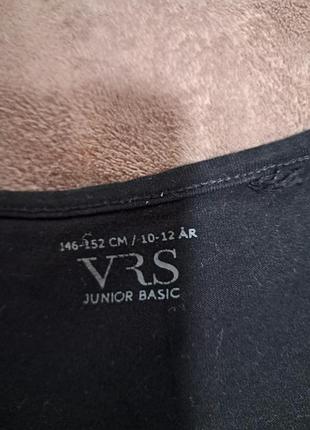 146-152 CM / 10-12 ÅR
VRS
JUNIOR BASIC